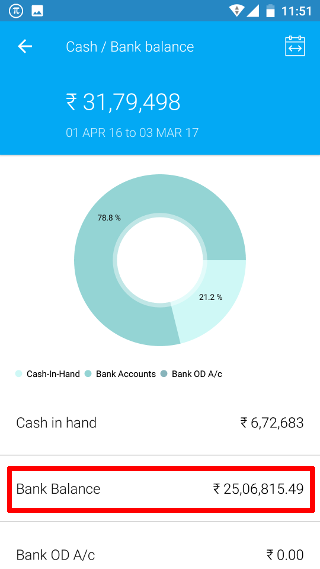 11:51
Cash / Bank balance
₹ 31,79,498
01 APR 16 to 03 MAR 17
78.8 %
21.2 %
Cash-In-Hand Bank Accounts Bank OD A/c
Cash in hand ₹ 6,72,683
Bank Balance ₹ 25,06,815.49
Bank OD A/c ₹ 0.00